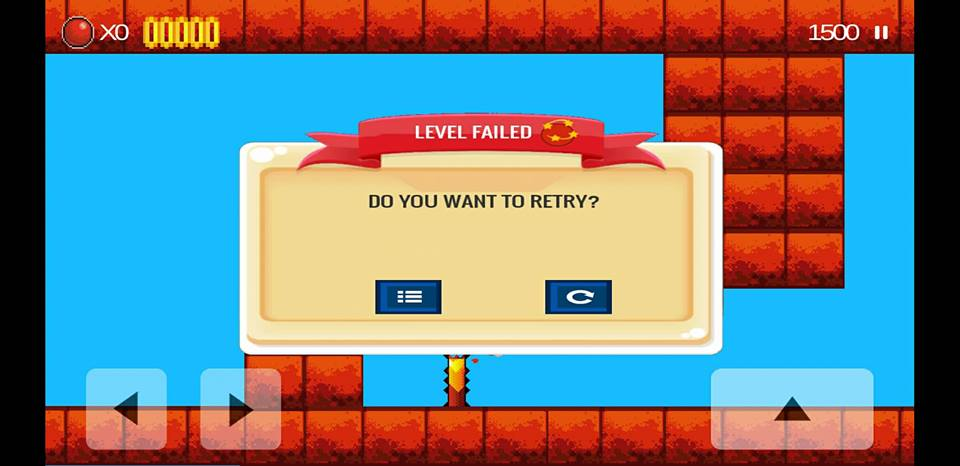 X0
1500
LEVEL FAILED
DO YOU WANT TO RETRY?